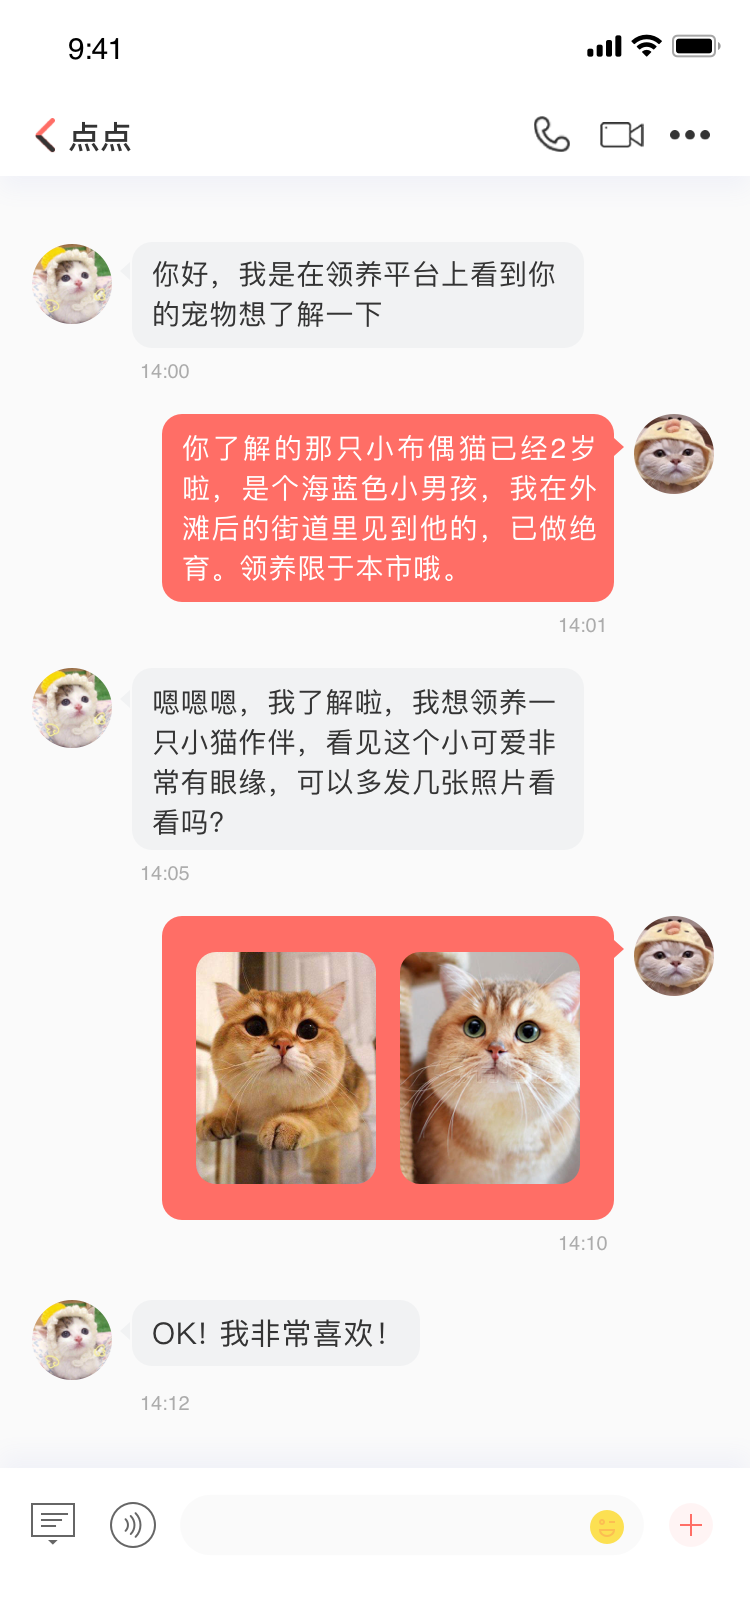 9:41
点点
你好，我是在领养平台上看到你
的宠物想了解一下
14:00
你了解的那只小布偶猫已经2岁
啦，是个海蓝色小男孩，我在外
滩后的街道里见到他的，已做绝
育。领养限于本市哦。
14:01
嗯嗯嗯，我了解啦，我想领养一
只小猫作伴，看见这个小可爱非
常有眼缘，可以多发几张照片看
看吗？
14:05
14:10
OK！我非常喜欢！
14:12